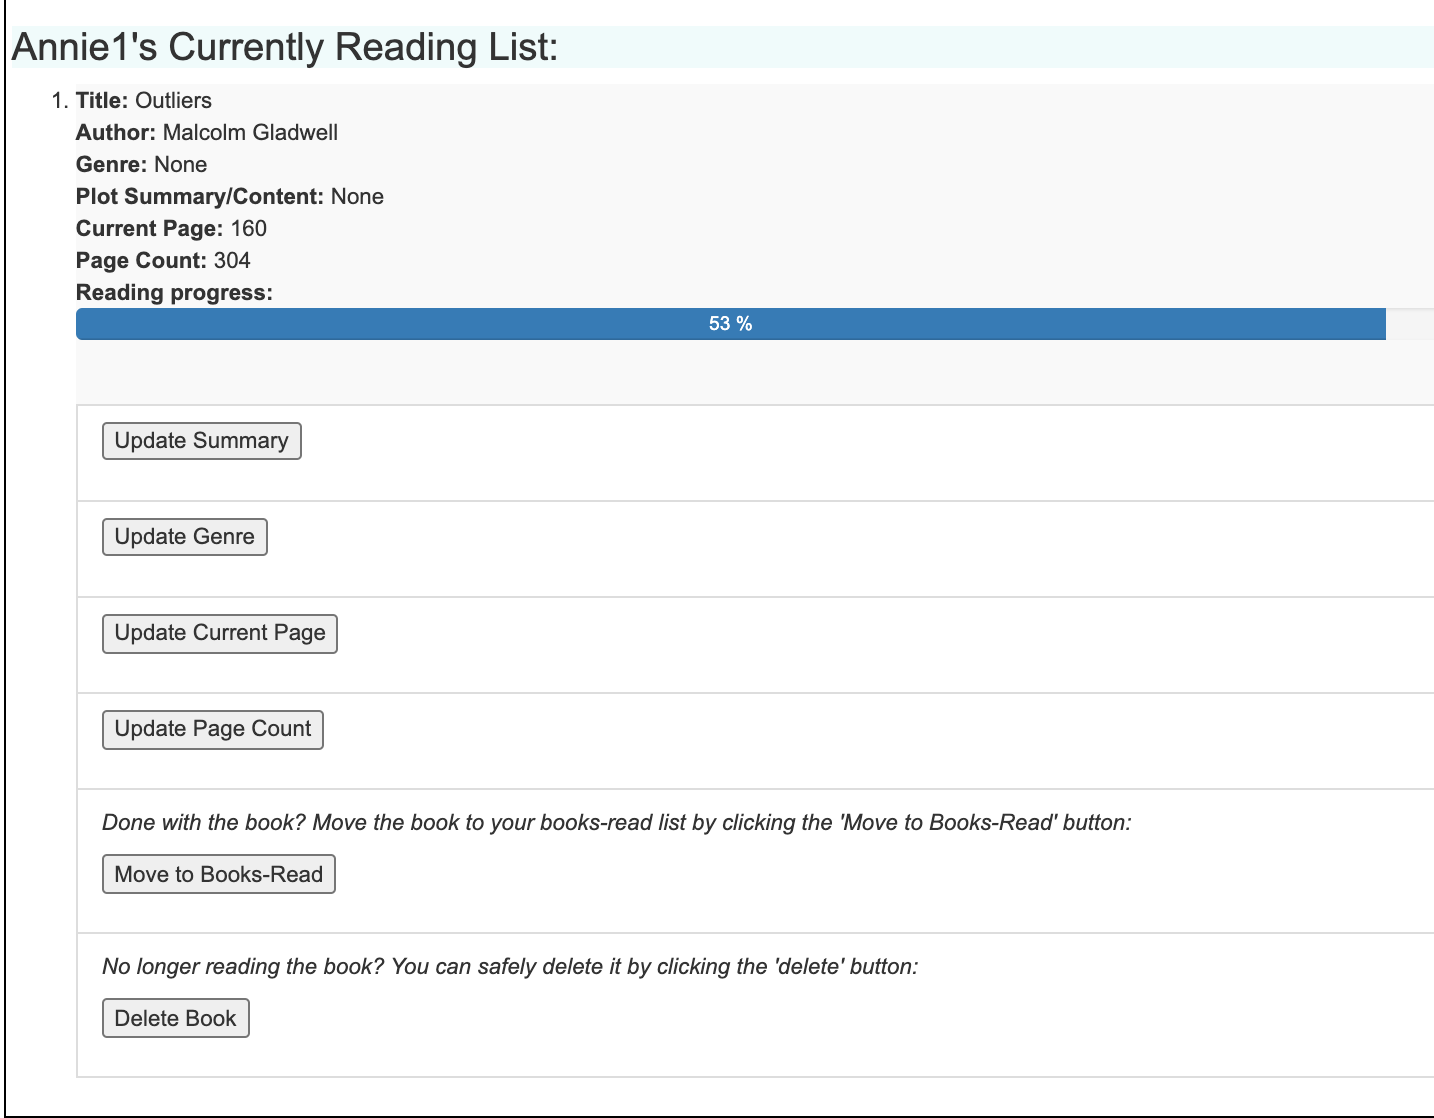 Annie1's Currently Reading List:
1. Title: Outliers
Author: Malcolm Gladwell
Genre: None
Plot Summary/Content: None
Current Page: 160
Page Count: 304
Reading progress:
53 %
Update Summary
Update Genre
Update Current Page
Update Page Count
Done with the book? Move the book to your books-read list by clicking the 'Move to Books-Read' button:
Move to Books-Read
No longer reading the book? You can safely delete it by clicking the 'delete' button:
Delete Book